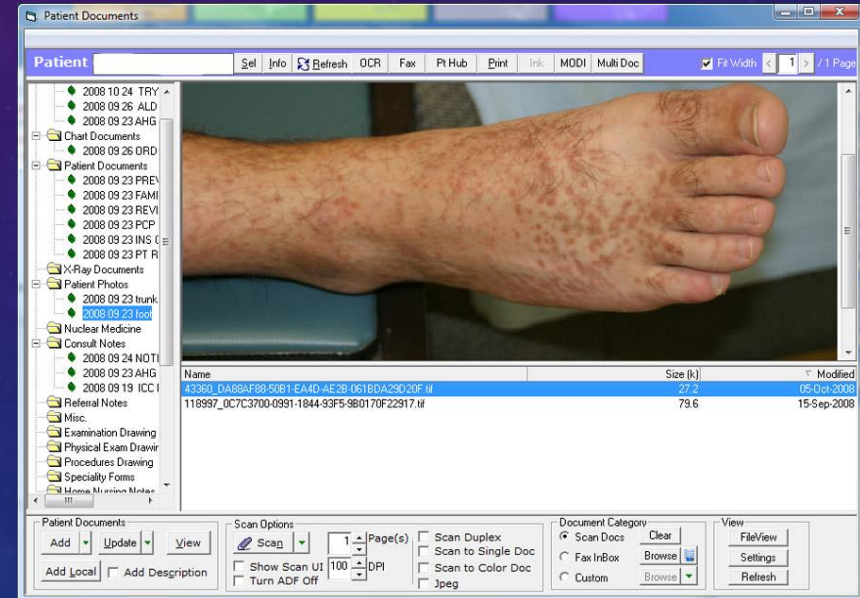 Patient Documents
Patient Sel Info Refresh OCR Fax Pt Hub Print Ink MODI Multi Doc Fit Width < 1 > / 1 Page
2008 10 24 TRY
2008 09 26 ALD
2008 09 23 AHG
Chart Documents
2008 09 26 ORD
Patient Documents
2008 09 23 PREV
2008 09 23 FAMI
2008 09 23 REVI
2008 09 23 PCP
2008 09 23 INS C
2008 09 23 PT R
X-Ray Documents
Patient Photos
2008 09 23 trunk
2008 09 23 foot
Nuclear Medicine
Consult Notes
2008 09 24 NOTI
2008 09 23 AHG
2008 09 19 ICC
Referral Notes
Misc.
Examination Drawing
Physical Exam Drawir
Procedures Drawing
Speciality Forms
Home Nursing Notes
Name Size (k) Modified
43360_DA88AF88-50B1-EA4D-AE2B-061BDA29D20F.tif 27.2 05-Oct-2008
118997_0C7C3700-0991-1844-93F5-9B0170F22917.tif 79.6 15-Sep-2008
Patient Documents
Add Update View
Add Local Add Description
Scan Options
Scan 1 Page(s)
Show Scan UI 100 DPI
Turn ADF Off
Scan Duplex
Scan to Single Doc
Scan to Color Doc
Jpeg
Document Category
Scan Docs Clear
Fax InBox Browse
Custom Browse
View
FileView
Settings
Refresh